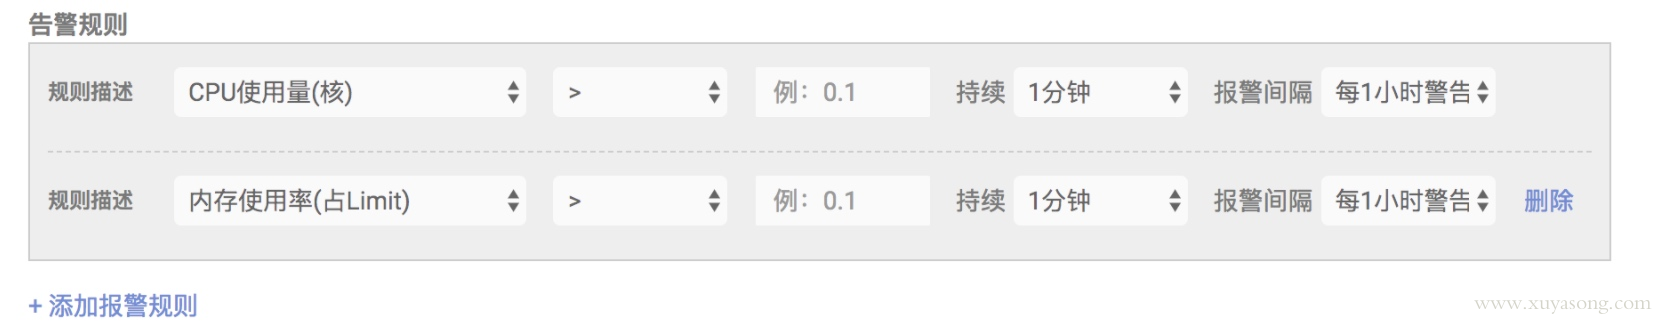 告警规则
规则描述 CPU使用量(核) > 例：0.1 持续 1分钟 报警间隔 每1小时警告
规则描述 内存使用率(占Limit) > 例：0.1 持续 1分钟 报警间隔 每1小时警告 删除
+ 添加报警规则
www.xuyasong.com